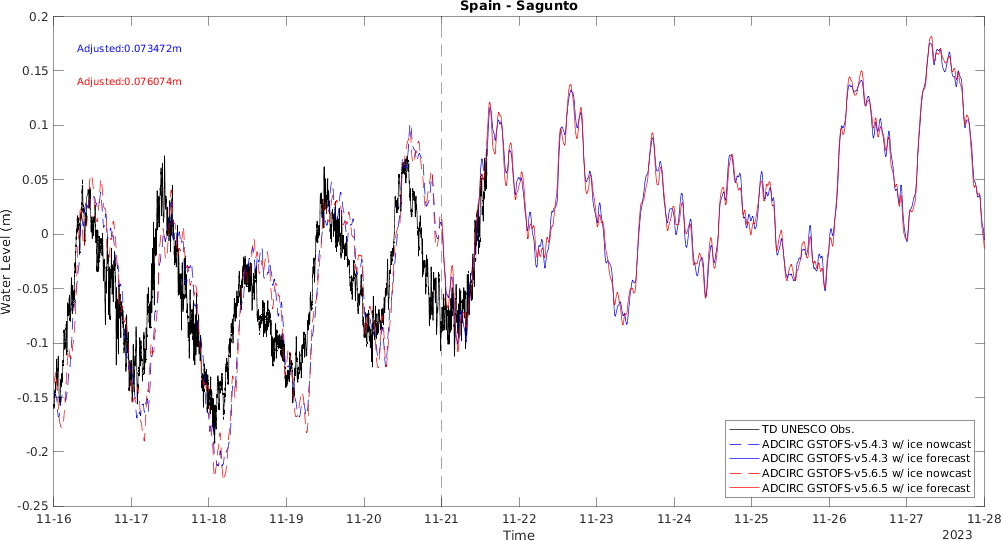 Spain - Sagunto
Adjusted:0.073472m
Adjusted:0.076074m
Water Level (m)
0.2
0.15
0.1
0.05
0
-0.05
-0.1
-0.15
-0.2
-0.25
TD UNESCO Obs.
ADCIRC GSTOFS-v5.4.3 w/ ice nowcast
ADCIRC GSTOFS-v5.4.3 w/ ice forecast
ADCIRC GSTOFS-v5.6.5 w/ ice nowcast
ADCIRC GSTOFS-v5.6.5 w/ ice forecast
11-16 11-17 11-18 11-19 11-20 11-21 11-22 11-23 11-24 11-25 11-26 11-27 11-28
Time
2023